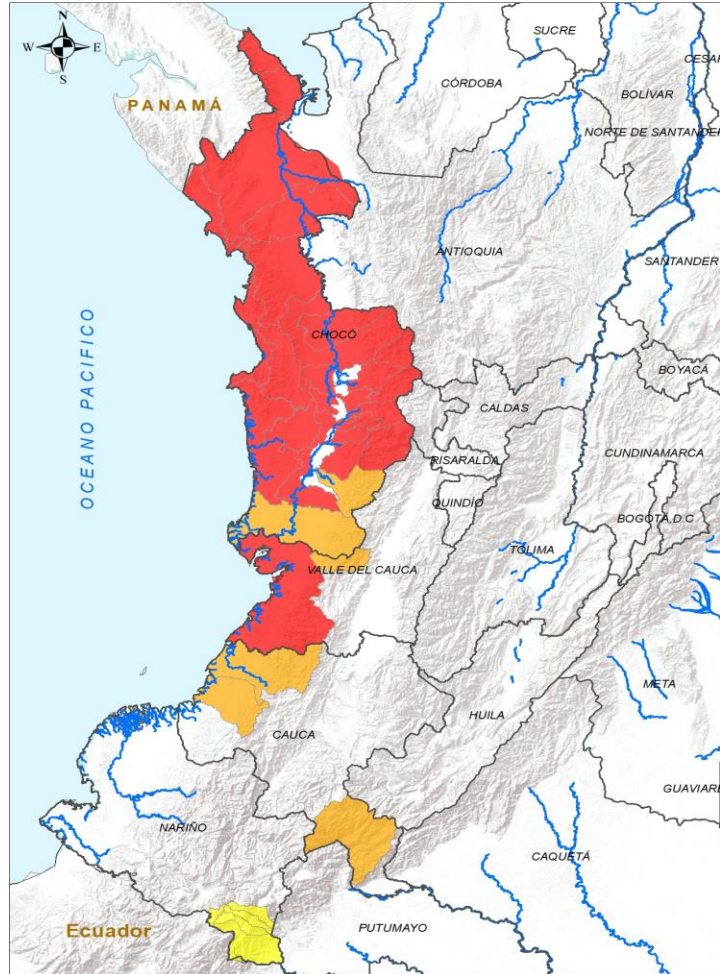 SUCRE
N
W E
S
CÓRDOBA
CESAR
BOLÍVAR
PANAMÁ
NORTE DE SANTANDER
ANTIOQUIA
SANTANDER
OCEANO PACIFICO
CHOCÓ
BOYACÁ
CALDAS
CUNDINAMARCA
RISARALDA
QUINDÍO
BOGOTÁ,D.C
TOLIMA
VALLE DEL CAUCA
META
HUILA
CAUCA
GUAVIARE
NARIÑO
CAQUETÁ
Ecuador
PUTUMAYO